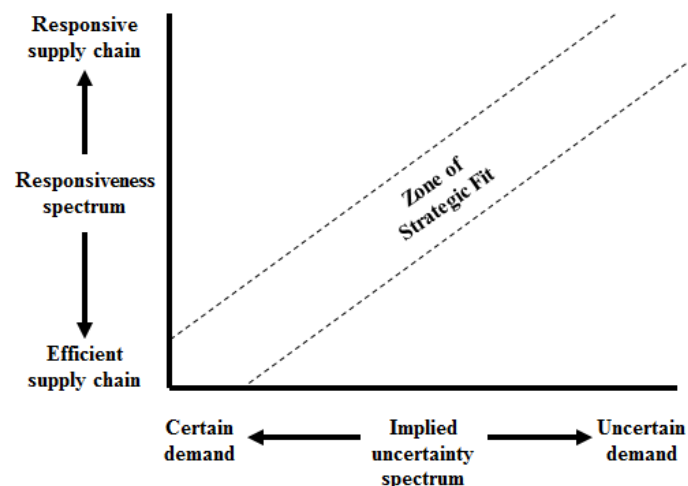 Responsive
supply chain
Responsiveness
spectrum
Zone of
Strategic Fit
Efficient
supply chain
Certain
demand
Implied
uncertainty
spectrum
Uncertain
demand